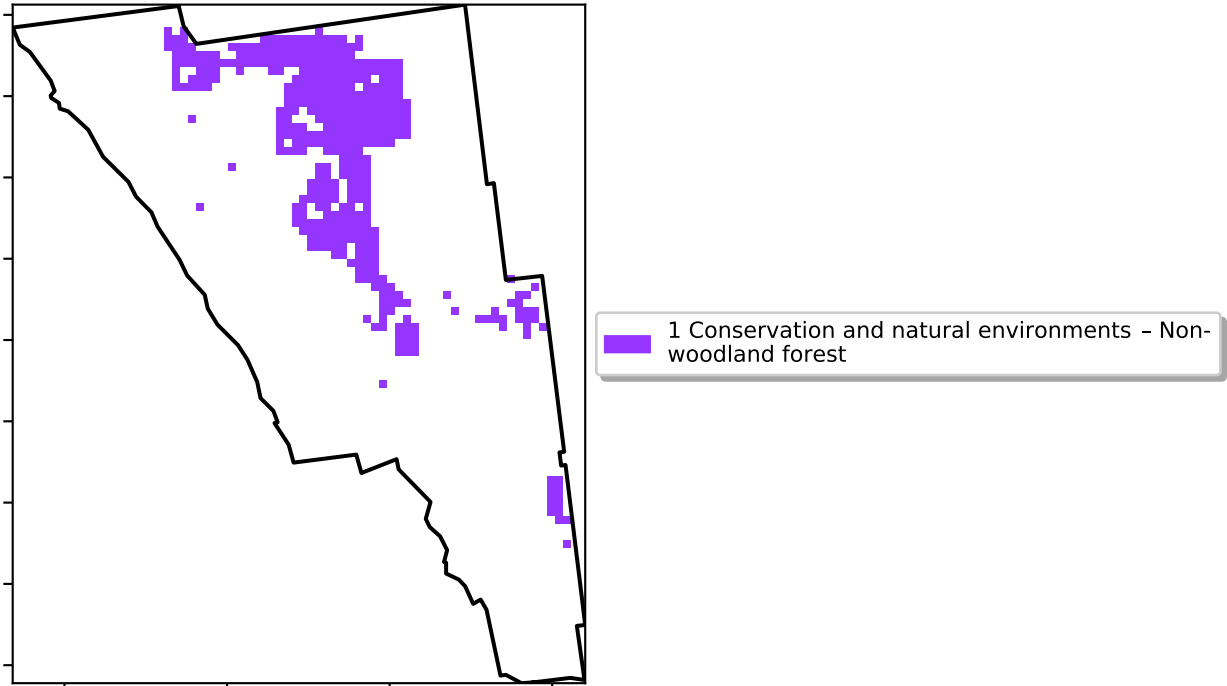 1 Conservation and natural environments – Non-
woodland forest